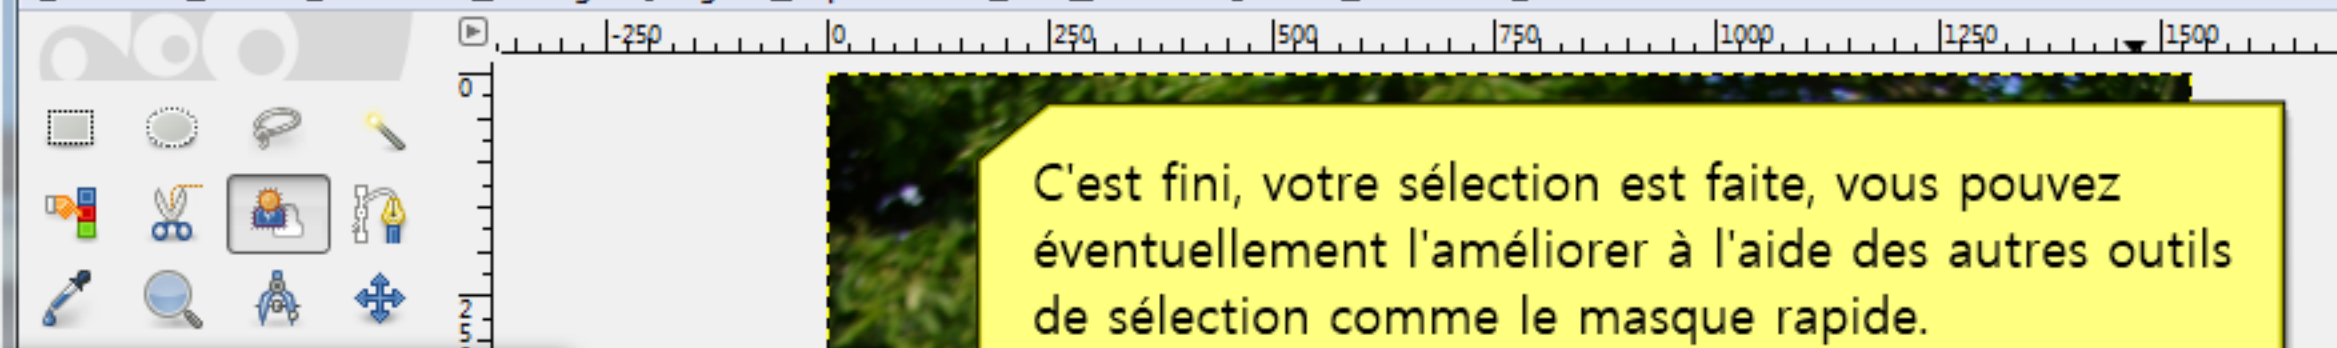 -250 0 250 500 750 1000 1250 1500
0
25
C'est fini, votre sélection est faite, vous pouvez
éventuellement l'améliorer à l'aide des autres outils
de sélection comme le masque rapide.